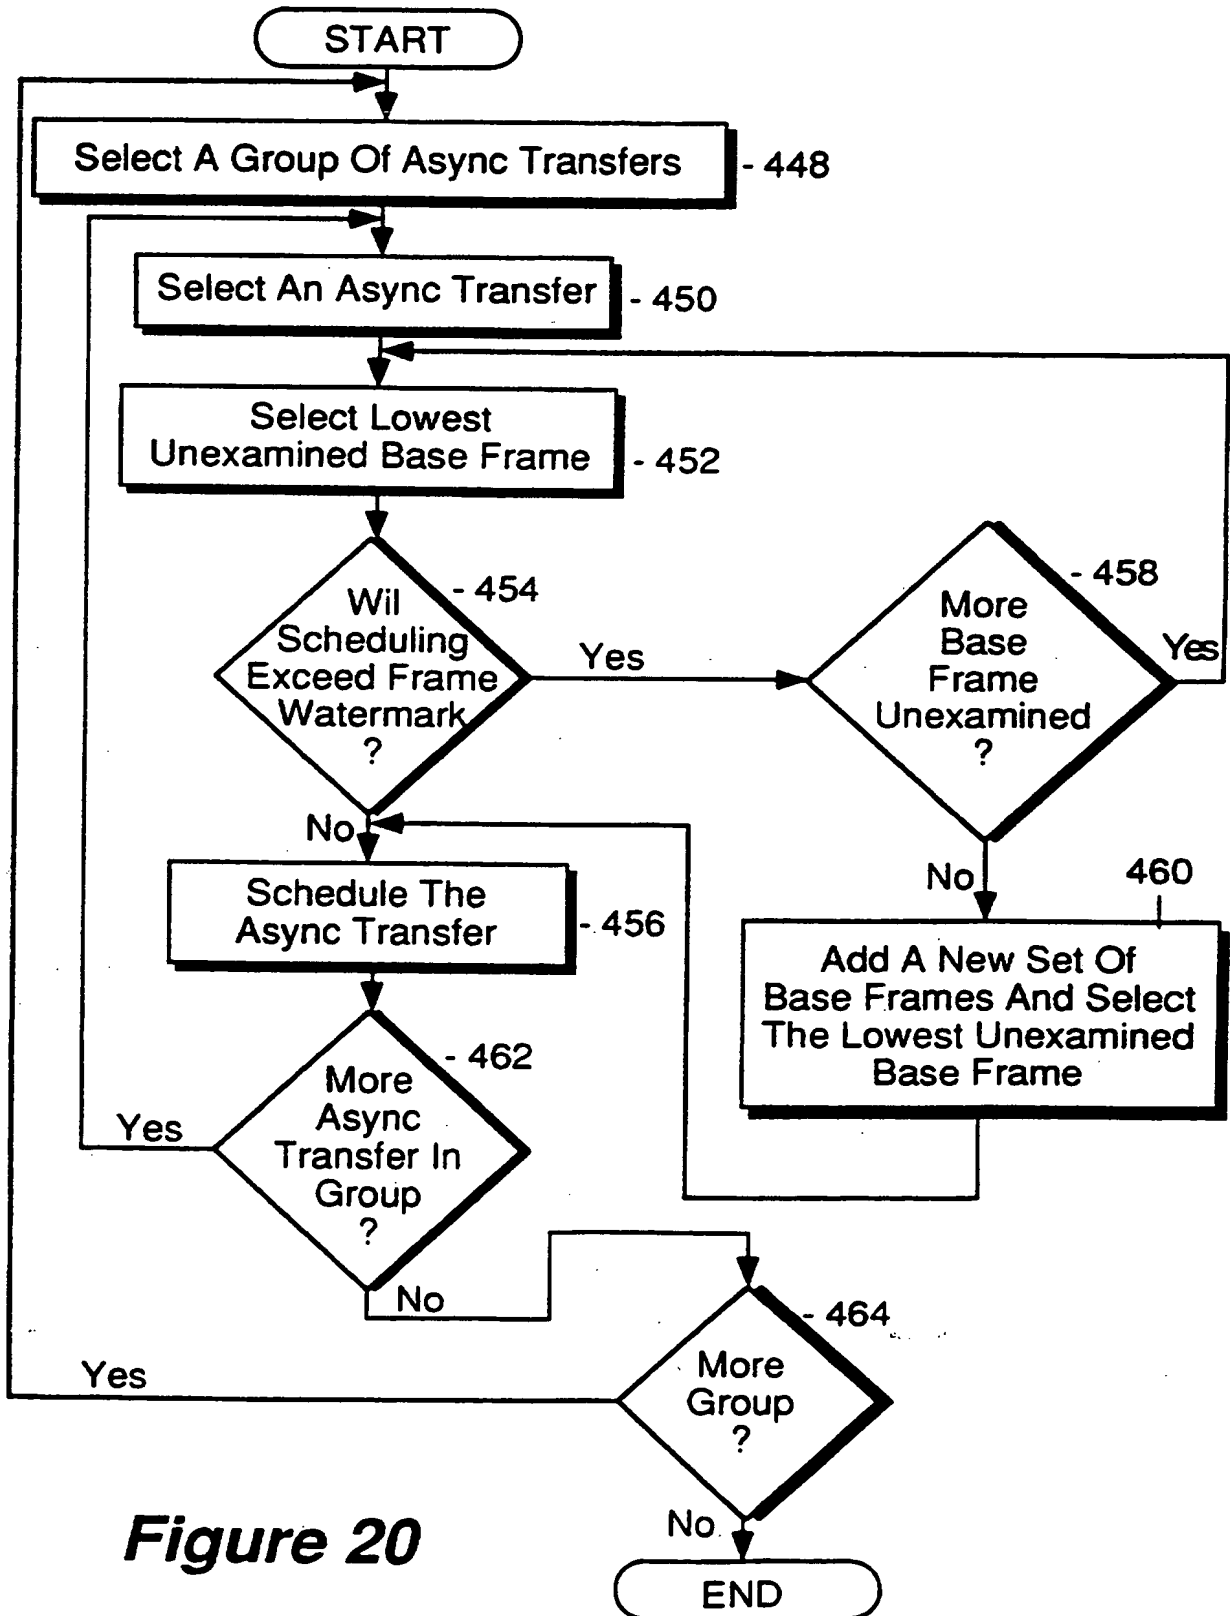 START
Select A Group Of Async Transfers
- 448
Select An Async Transfer
- 450
Select Lowest
Unexamined Base Frame
- 452
Wil
Scheduling
Exceed Frame
Watermark
?
- 454
Yes
More
Base
Frame
Unexamined
?
- 458
Yes
No
No
460
Schedule The
Async Transfer
- 456
Add A New Set Of
Base Frames And Select
The Lowest Unexamined
Base Frame
More
Async
Transfer In
Group
?
- 462
Yes
No
More
Group
?
- 464
Yes
No
END
Figure 20